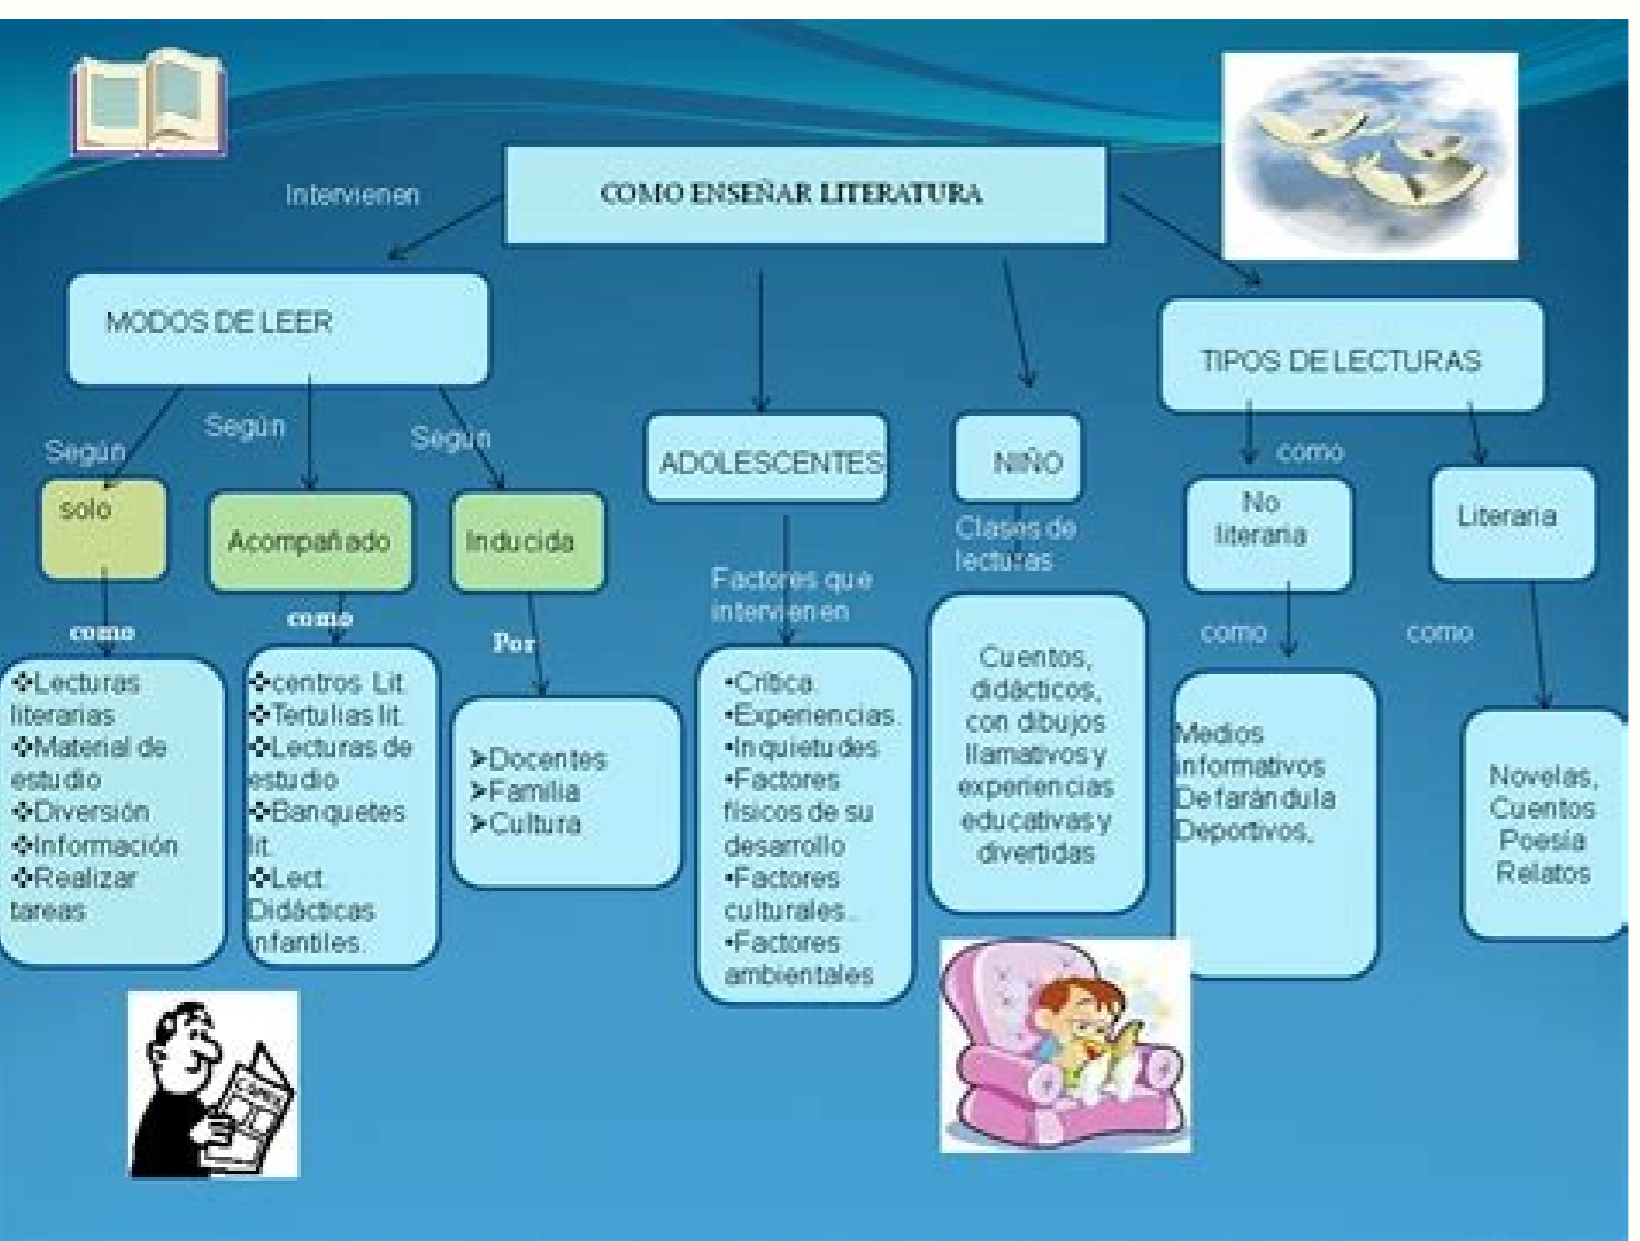 Intervienen
COMO ENSEÑAR LITERATURA
MODOS DE LEER
TIPOS DE LECTURAS
Según
Según
Según
ADOLESCENTES
NIÑO
como
solo
Acompañado
Inducida
No
literaria
Literaria
Clases de
lecturas
Factores que
intervienen
como
como
Por
como
como
❖Lecturas
literarias
❖Material de
estudio
❖Diversión
❖Información
❖Realizar
tareas
❖centros Lit.
❖Tertulias lit.
❖Lecturas de
estudio
❖Banquetes
lit.
❖Lect.
Didácticas
infantiles.
➢Docentes
➢Familia
➢Cultura
•Crítica.
•Experiencias.
•Inquietudes
•Factores
físicos de su
desarrollo
•Factores
culturales..
•Factores
ambientales
Cuentos,
didácticos,
con dibujos
llamativos y
experiencias
educativas y
divertidas
Medios
informativos
De farándula
Deportivos,
Novelas,
Cuentos
Poesía
Relatos
COMICS